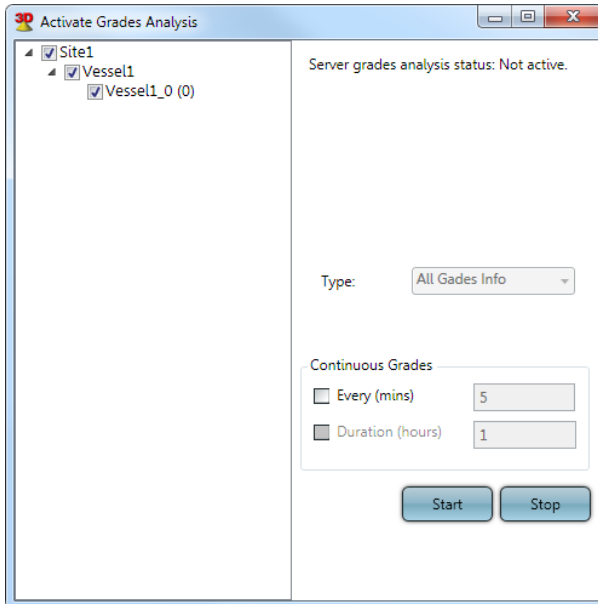 3D Activate Grades Analysis
Site1
Vessel1
Vessel1_0 (0)
Server grades analysis status: Not active.
Type: All Gades Info
Continuous Grades
Every (mins) 5
Duration (hours) 1
Start Stop